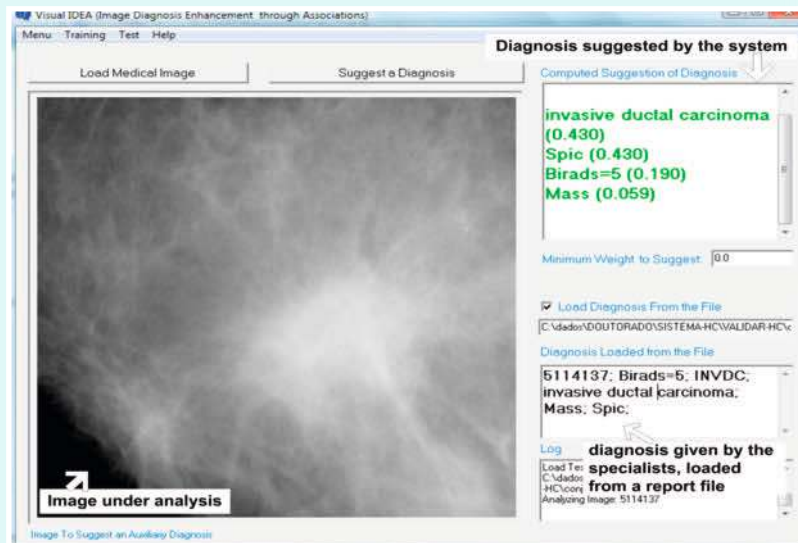 Visual IDEA (Image Diagnosis Enhancement through Associations)
Menu Training Test Help
Load Medical Image
Suggest a Diagnosis
Diagnosis suggested by the system
Computed Suggestion of Diagnosis
invasive ductal carcinoma
(0.430)
Spic (0.430)
Birads=5 (0.190)
Mass (0.059)
Minimum Weight to Suggest: 0.0
Load Diagnosis From the File
C:\dados\DOUTORADO\SISTEMA-HC\VALIDAR-HC\
Diagnosis Loaded from the File
5114137; Birads=5; INVDC;
invasive ductal carcinoma;
Mass; Spic;
Log
diagnosis given by the
specialists, loaded
from a report file
Load
C:\dados
Analyzing Image: 5114137
Image under analysis
Image To Suggest an Auxiliary Diagnosis